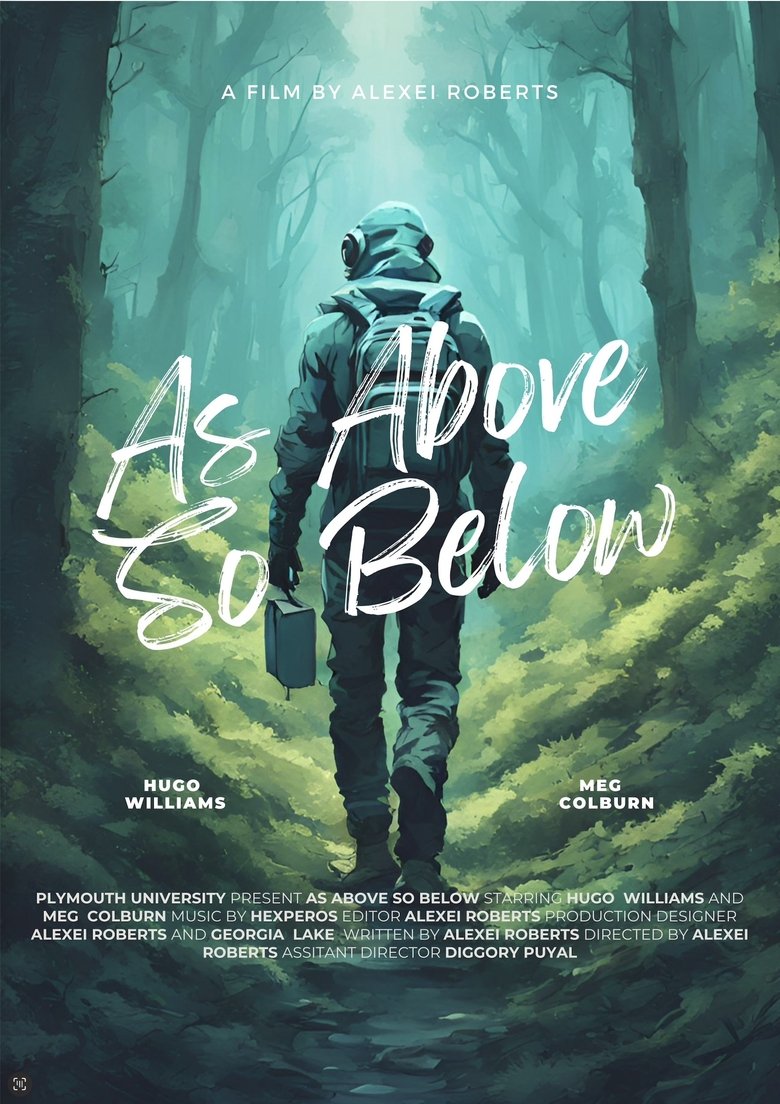 A FILM BY ALEXEI ROBERTS
As Above
So Below
HUGO
WILLIAMS
MEG
COLBURN
PLYMOUTH UNIVERSITY PRESENT AS ABOVE SO BELOW STARRING HUGO WILLIAMS AND
MEG COLBURN MUSIC BY HEXPEROS EDITOR ALEXEI ROBERTS PRODUCTION DESIGNER
ALEXEI ROBERTS AND GEORGIA LAKE WRITTEN BY ALEXEI ROBERTS DIRECTED BY ALEXEI
ROBERTS ASSITANT DIRECTOR DIGGORY PUYAL